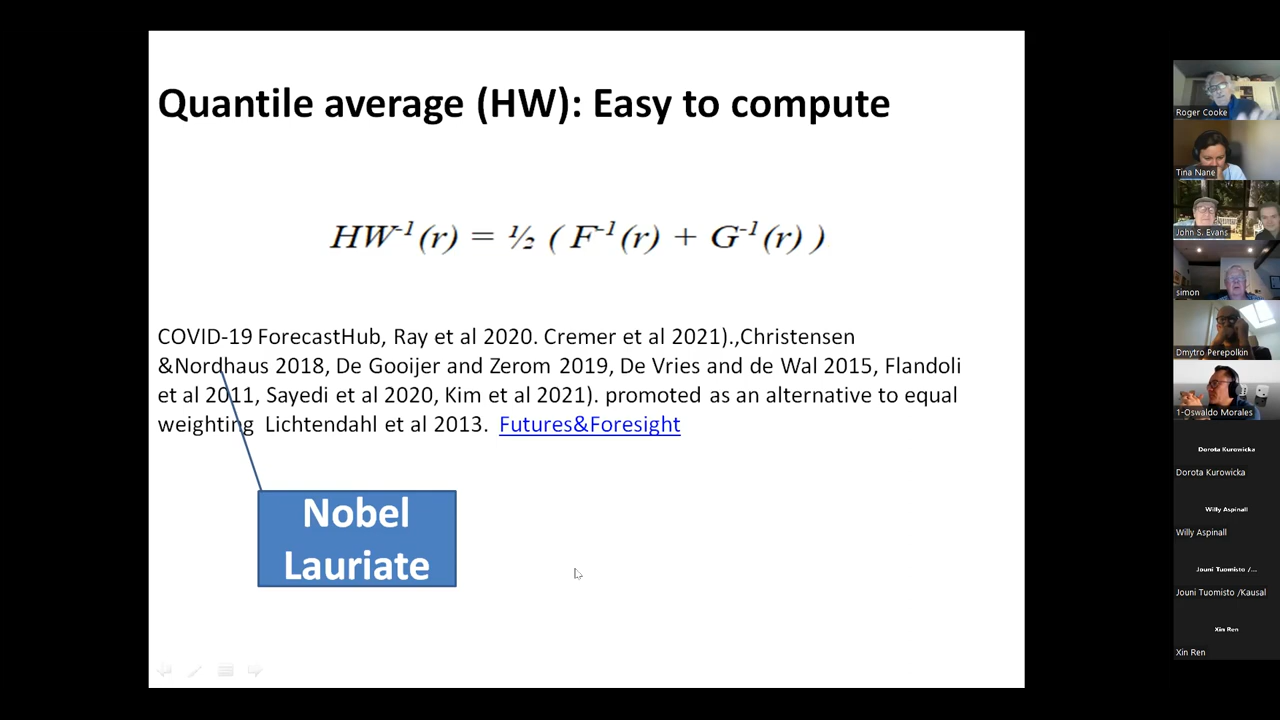 Quantile average (HW): Easy to compute
HW⁻¹(r) = ½ ( F⁻¹(r) + G⁻¹(r) )
COVID-19 ForecastHub, Ray et al 2020. Cremer et al 2021).,Christensen
&Nordhaus 2018, De Gooijer and Zerom 2019, De Vries and de Wal 2015, Flandoli
et al 2011, Sayedi et al 2020, Kim et al 2021). promoted as an alternative to equal
weighting Lichtendahl et al 2013. Futures&Foresight
Nobel
Lauriate
Roger Cooke
Tina Nane
John S. Evans
simon
Dmytro Perepolkin
1-Oswaldo Morales
Dorota Kurowicka
Dorota Kurowicka
Willy Aspinall
Willy Aspinall
Jouni Tuomisto /...
Jouni Tuomisto /Kausal
Xin Ren
Xin Ren